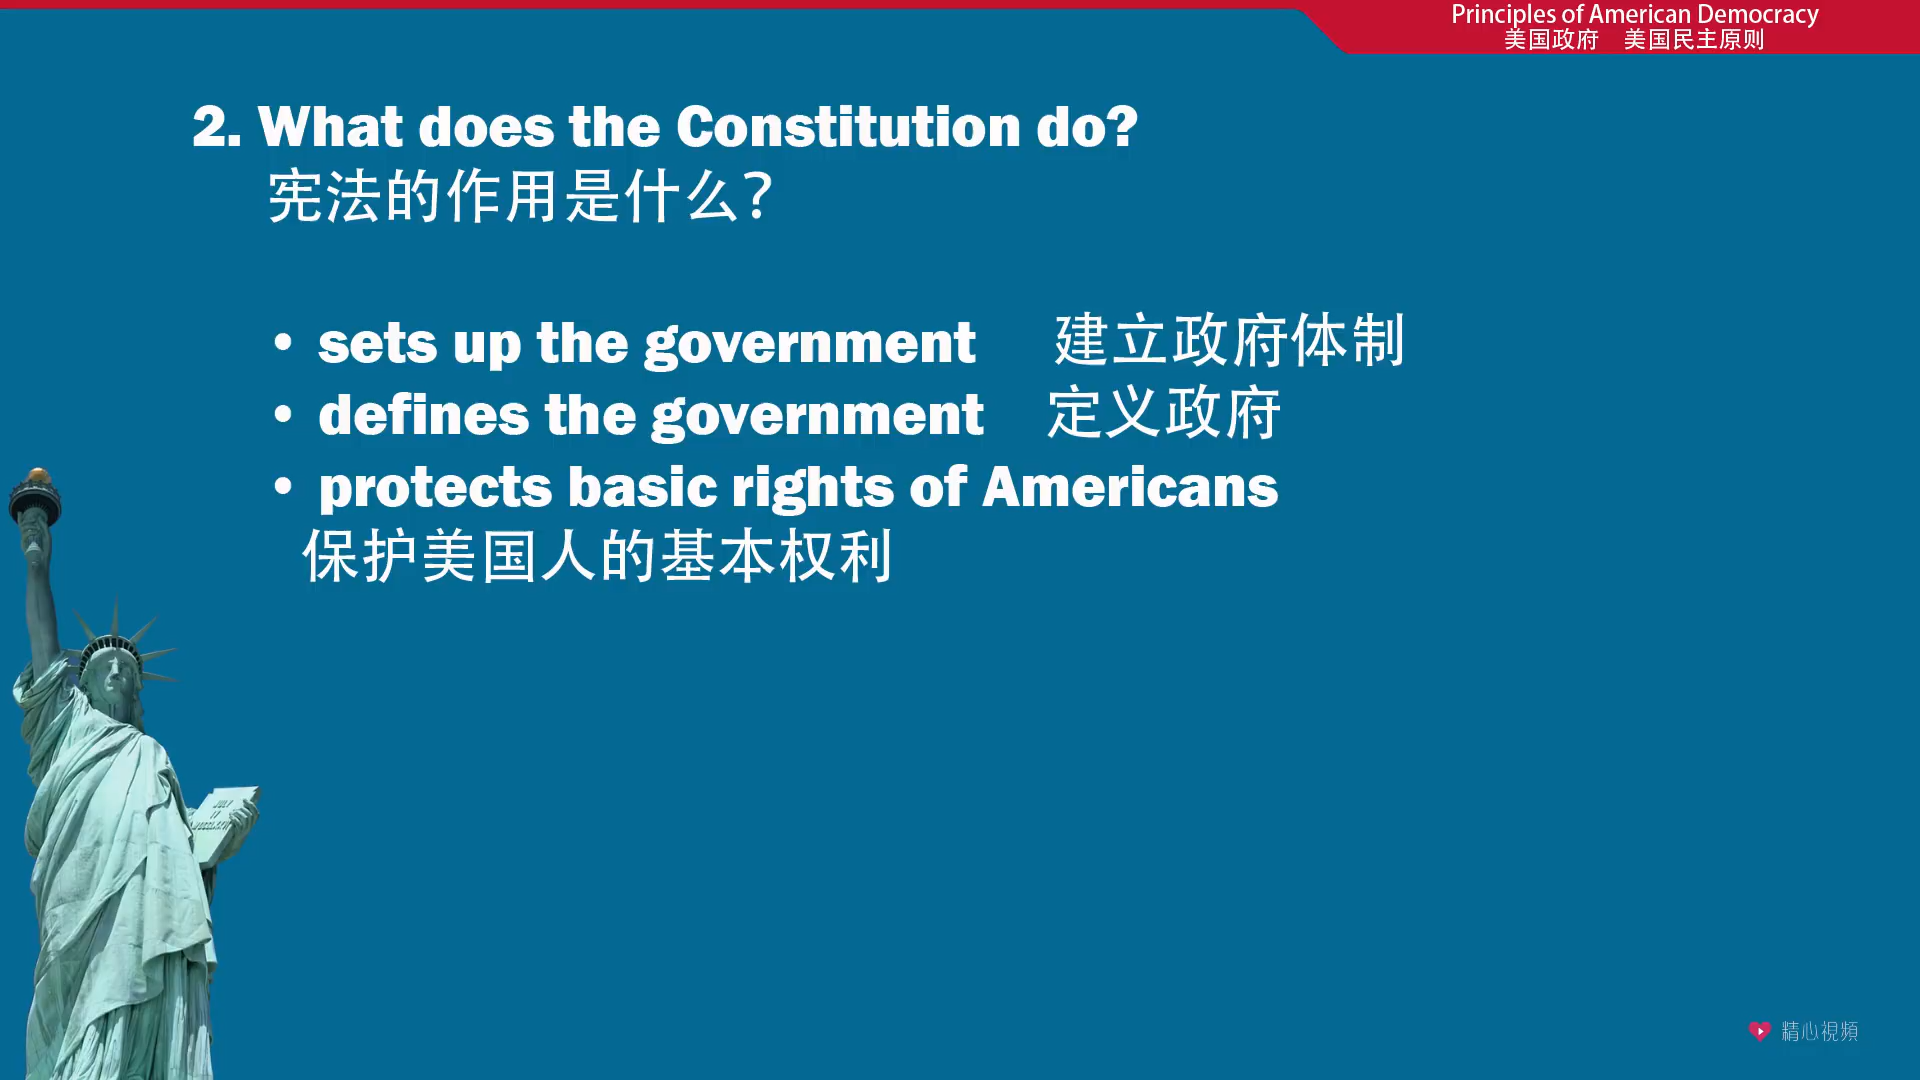 Principles of American Democracy
美国政府 美国民主原则
2. What does the Constitution do?
宪法的作用是什么?
• sets up the government 建立政府体制
• defines the government 定义政府
• protects basic rights of Americans
保护美国人的基本权利
JULY
IV
精心視頻